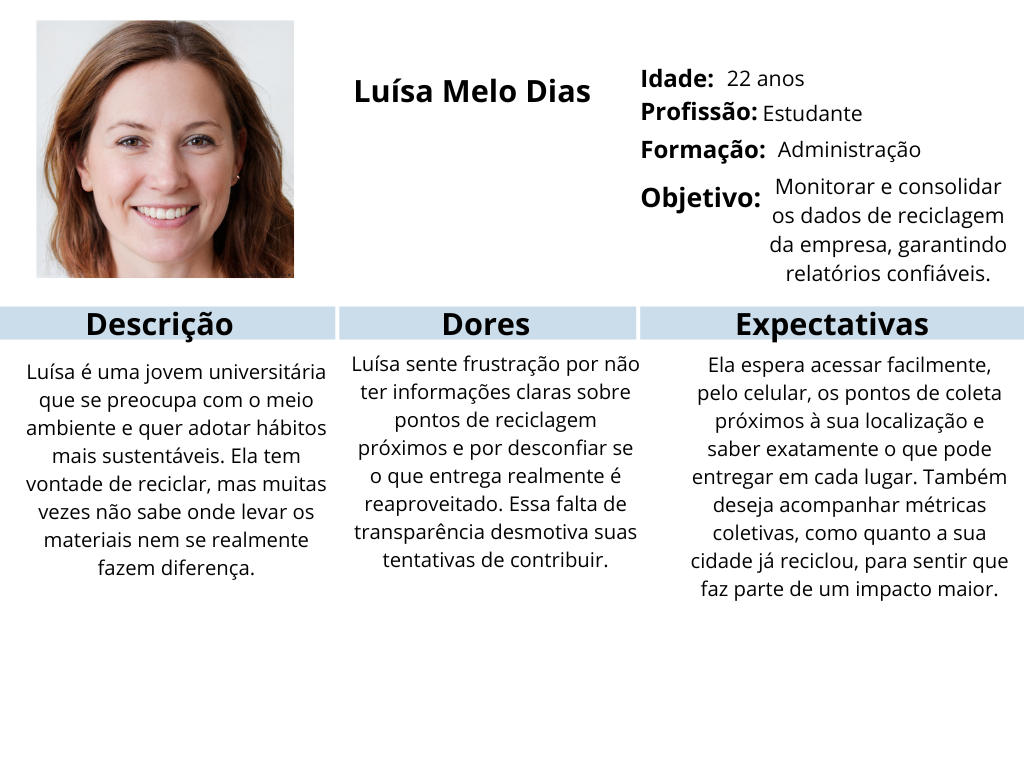 Luísa Melo Dias
Idade: 22 anos
Profissão: Estudante
Formação: Administração
Objetivo: Monitorar e consolidar
os dados de reciclagem
da empresa, garantindo
relatórios confiáveis.
Descrição
Luísa é uma jovem universitária
que se preocupa com o meio
ambiente e quer adotar hábitos
mais sustentáveis. Ela tem
vontade de reciclar, mas muitas
vezes não sabe onde levar os
materiais nem se realmente
fazem diferença.
Dores
Luísa sente frustração por não
ter informações claras sobre
pontos de reciclagem
próximos e por desconfiar se
o que entrega realmente é
reaproveitado. Essa falta de
transparência desmotiva suas
tentativas de contribuir.
Expectativas
Ela espera acessar facilmente,
pelo celular, os pontos de coleta
próximos à sua localização e
saber exatamente o que pode
entregar em cada lugar. Também
deseja acompanhar métricas
coletivas, como quanto a sua
cidade já reciclou, para sentir que
faz parte de um impacto maior.